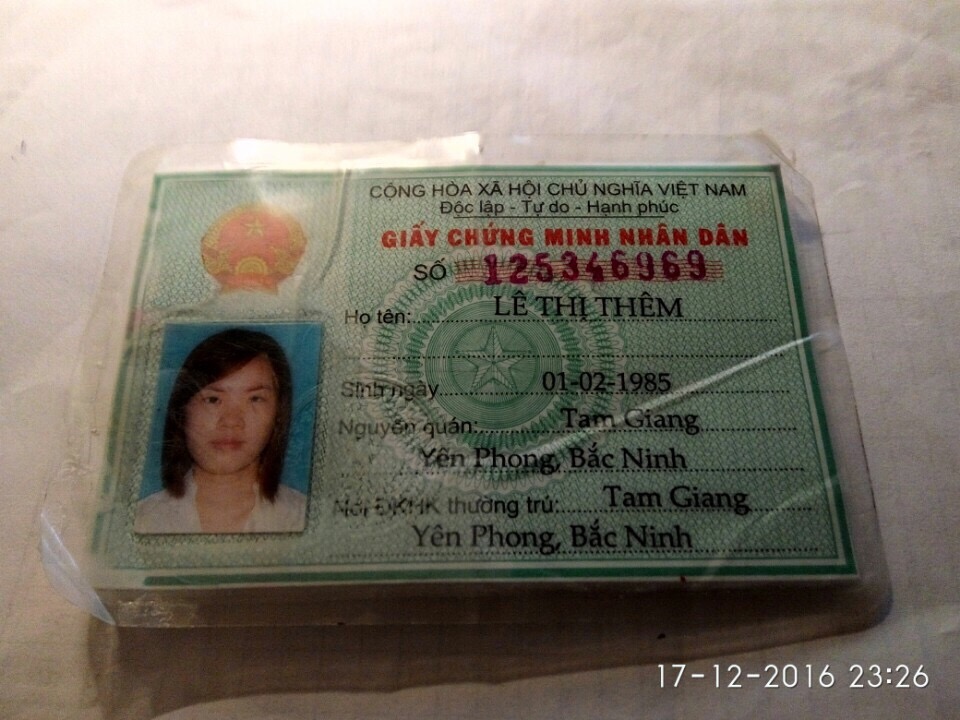 CỘNG HÒA XÃ HỘI CHỦ NGHĨA VIỆT NAM
Độc lập - Tự do - Hạnh phúc
GIẤY CHỨNG MINH NHÂN DÂN
SỐ 125346969
Họ tên: LÊ THỊ THÊM
Sinh ngày 01-02-1985
Nguyên quán: Tam Giang
Yên Phong, Bắc Ninh
Nơi ĐKHK thường trú: Tam Giang
Yên Phong, Bắc Ninh
17-12-2016 23:26